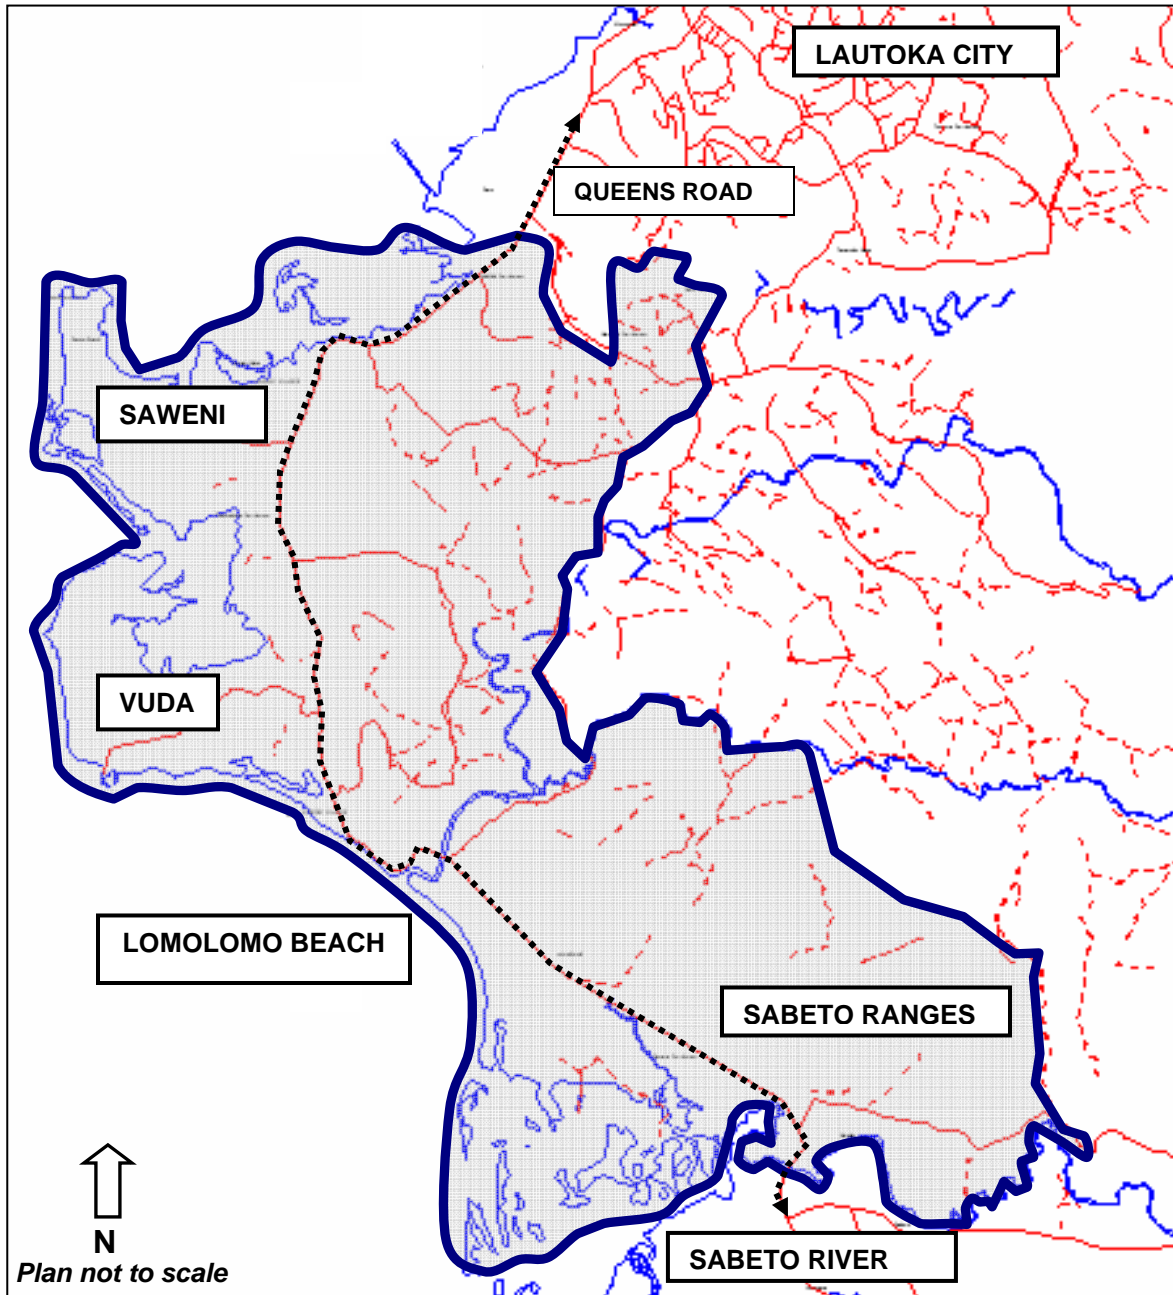 LAUTOKA CITY
QUEENS ROAD
SAWENI
VUDA
LOMOLOMO BEACH
SABETO RANGES
N
Plan not to scale
SABETO RIVER